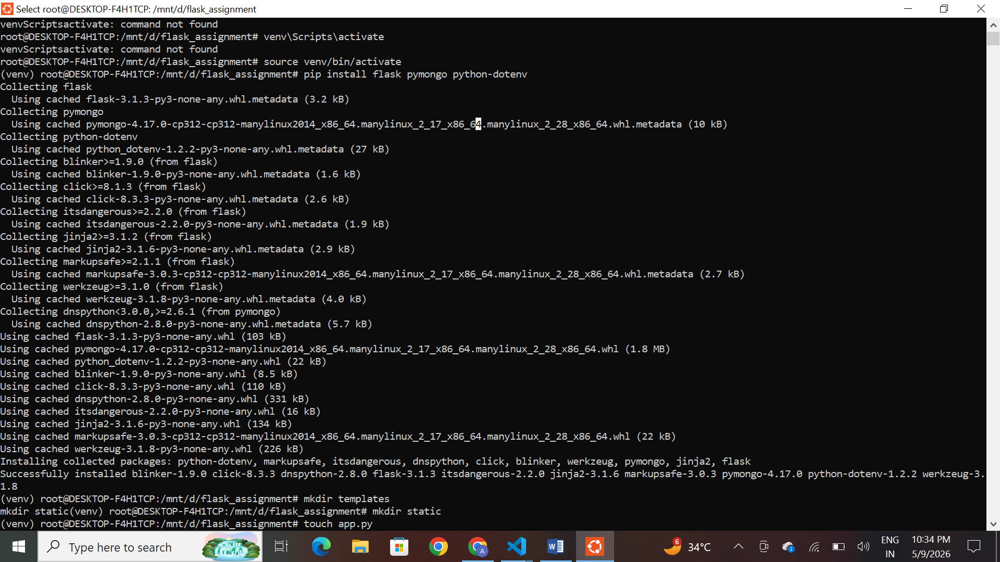 Select root@DESKTOP-F4H1TCP: /mnt/d/flask_assignment
venvScriptsactivate: command not found
root@DESKTOP-F4H1TCP:/mnt/d/flask_assignment# venv\Scripts\activate
venvScriptsactivate: command not found
root@DESKTOP-F4H1TCP:/mnt/d/flask_assignment# source venv/bin/activate
(venv) root@DESKTOP-F4H1TCP:/mnt/d/flask_assignment# pip install flask pymongo python-dotenv
Collecting flask
  Using cached flask-3.1.3-py3-none-any.whl.metadata (3.2 kB)
Collecting pymongo
  Using cached pymongo-4.17.0-cp312-cp312-manylinux2014_x86_64.manylinux_2_17_x86_64.manylinux_2_28_x86_64.whl.metadata (10 kB)
Collecting python-dotenv
  Using cached python_dotenv-1.2.2-py3-none-any.whl.metadata (27 kB)
Collecting blinker>=1.9.0 (from flask)
  Using cached blinker-1.9.0-py3-none-any.whl.metadata (1.6 kB)
Collecting click>=8.1.3 (from flask)
  Using cached click-8.3.3-py3-none-any.whl.metadata (2.6 kB)
Collecting itsdangerous>=2.2.0 (from flask)
  Using cached itsdangerous-2.2.0-py3-none-any.whl.metadata (1.9 kB)
Collecting jinja2>=3.1.2 (from flask)
  Using cached jinja2-3.1.6-py3-none-any.whl.metadata (2.9 kB)
Collecting markupsafe>=2.1.1 (from flask)
  Using cached markupsafe-3.0.3-cp312-cp312-manylinux2014_x86_64.manylinux_2_17_x86_64.manylinux_2_28_x86_64.whl.metadata (2.7 kB)
Collecting werkzeug>=3.1.0 (from flask)
  Using cached werkzeug-3.1.8-py3-none-any.whl.metadata (4.0 kB)
Collecting dnspython<3.0.0,>=2.6.1 (from pymongo)
  Using cached dnspython-2.8.0-py3-none-any.whl.metadata (5.7 kB)
Using cached flask-3.1.3-py3-none-any.whl (103 kB)
Using cached pymongo-4.17.0-cp312-cp312-manylinux2014_x86_64.manylinux_2_17_x86_64.manylinux_2_28_x86_64.whl (1.8 MB)
Using cached python_dotenv-1.2.2-py3-none-any.whl (22 kB)
Using cached blinker-1.9.0-py3-none-any.whl (8.5 kB)
Using cached click-8.3.3-py3-none-any.whl (110 kB)
Using cached dnspython-2.8.0-py3-none-any.whl (331 kB)
Using cached itsdangerous-2.2.0-py3-none-any.whl (16 kB)
Using cached jinja2-3.1.6-py3-none-any.whl (134 kB)
Using cached markupsafe-3.0.3-cp312-cp312-manylinux2014_x86_64.manylinux_2_17_x86_64.manylinux_2_28_x86_64.whl (22 kB)
Using cached werkzeug-3.1.8-py3-none-any.whl (226 kB)
Installing collected packages: python-dotenv, markupsafe, itsdangerous, dnspython, click, blinker, werkzeug, pymongo, jinja2, flask
Successfully installed blinker-1.9.0 click-8.3.3 dnspython-2.8.0 flask-3.1.3 itsdangerous-2.2.0 jinja2-3.1.6 markupsafe-3.0.3 pymongo-4.17.0 python-dotenv-1.2.2 werkzeug-3.
1.8
(venv) root@DESKTOP-F4H1TCP:/mnt/d/flask_assignment# mkdir templates
mkdir static(venv) root@DESKTOP-F4H1TCP:/mnt/d/flask_assignment# mkdir static
(venv) root@DESKTOP-F4H1TCP:/mnt/d/flask_assignment# touch app.py
Type here to search
A
W
6
34°C
ENG
IN
10:34 PM
5/9/2026